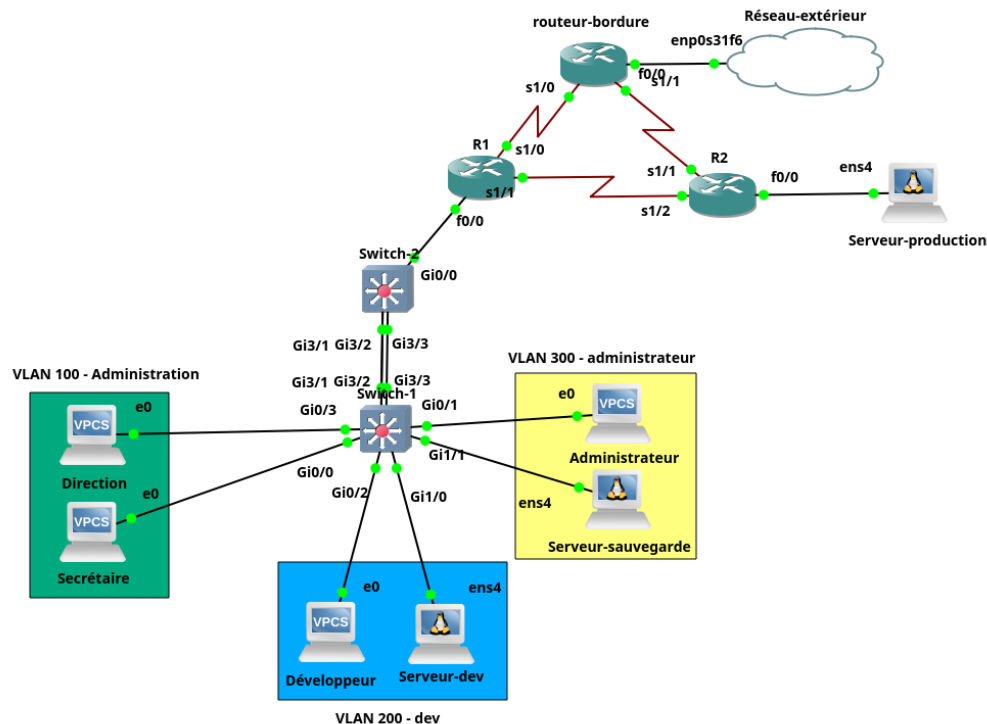 Réseau-extérieur
routeur-bordure
enp0s31f6
f0/0
s1/1
s1/0
R1
s1/0
R2
ens4
s1/1
f0/0
s1/1
s1/2
f0/0
Serveur-production
Switch-2
Gi0/0
Gi3/1 Gi3/2 Gi3/3
VLAN 300 - administrateur
VLAN 100 - Administration
Gi3/1 Gi3/2 Gi3/3
Switch-1
e0
Gi0/3
Gi0/1
e0
VPCS
VPCS
Gi1/1
Administrateur
Direction
Gi0/0
e0
Gi0/2
Gi1/0
ens4
VPCS
Serveur-sauvegarde
Secrétaire
e0
ens4
VPCS
Développeur
Serveur-dev
VLAN 200 - dev